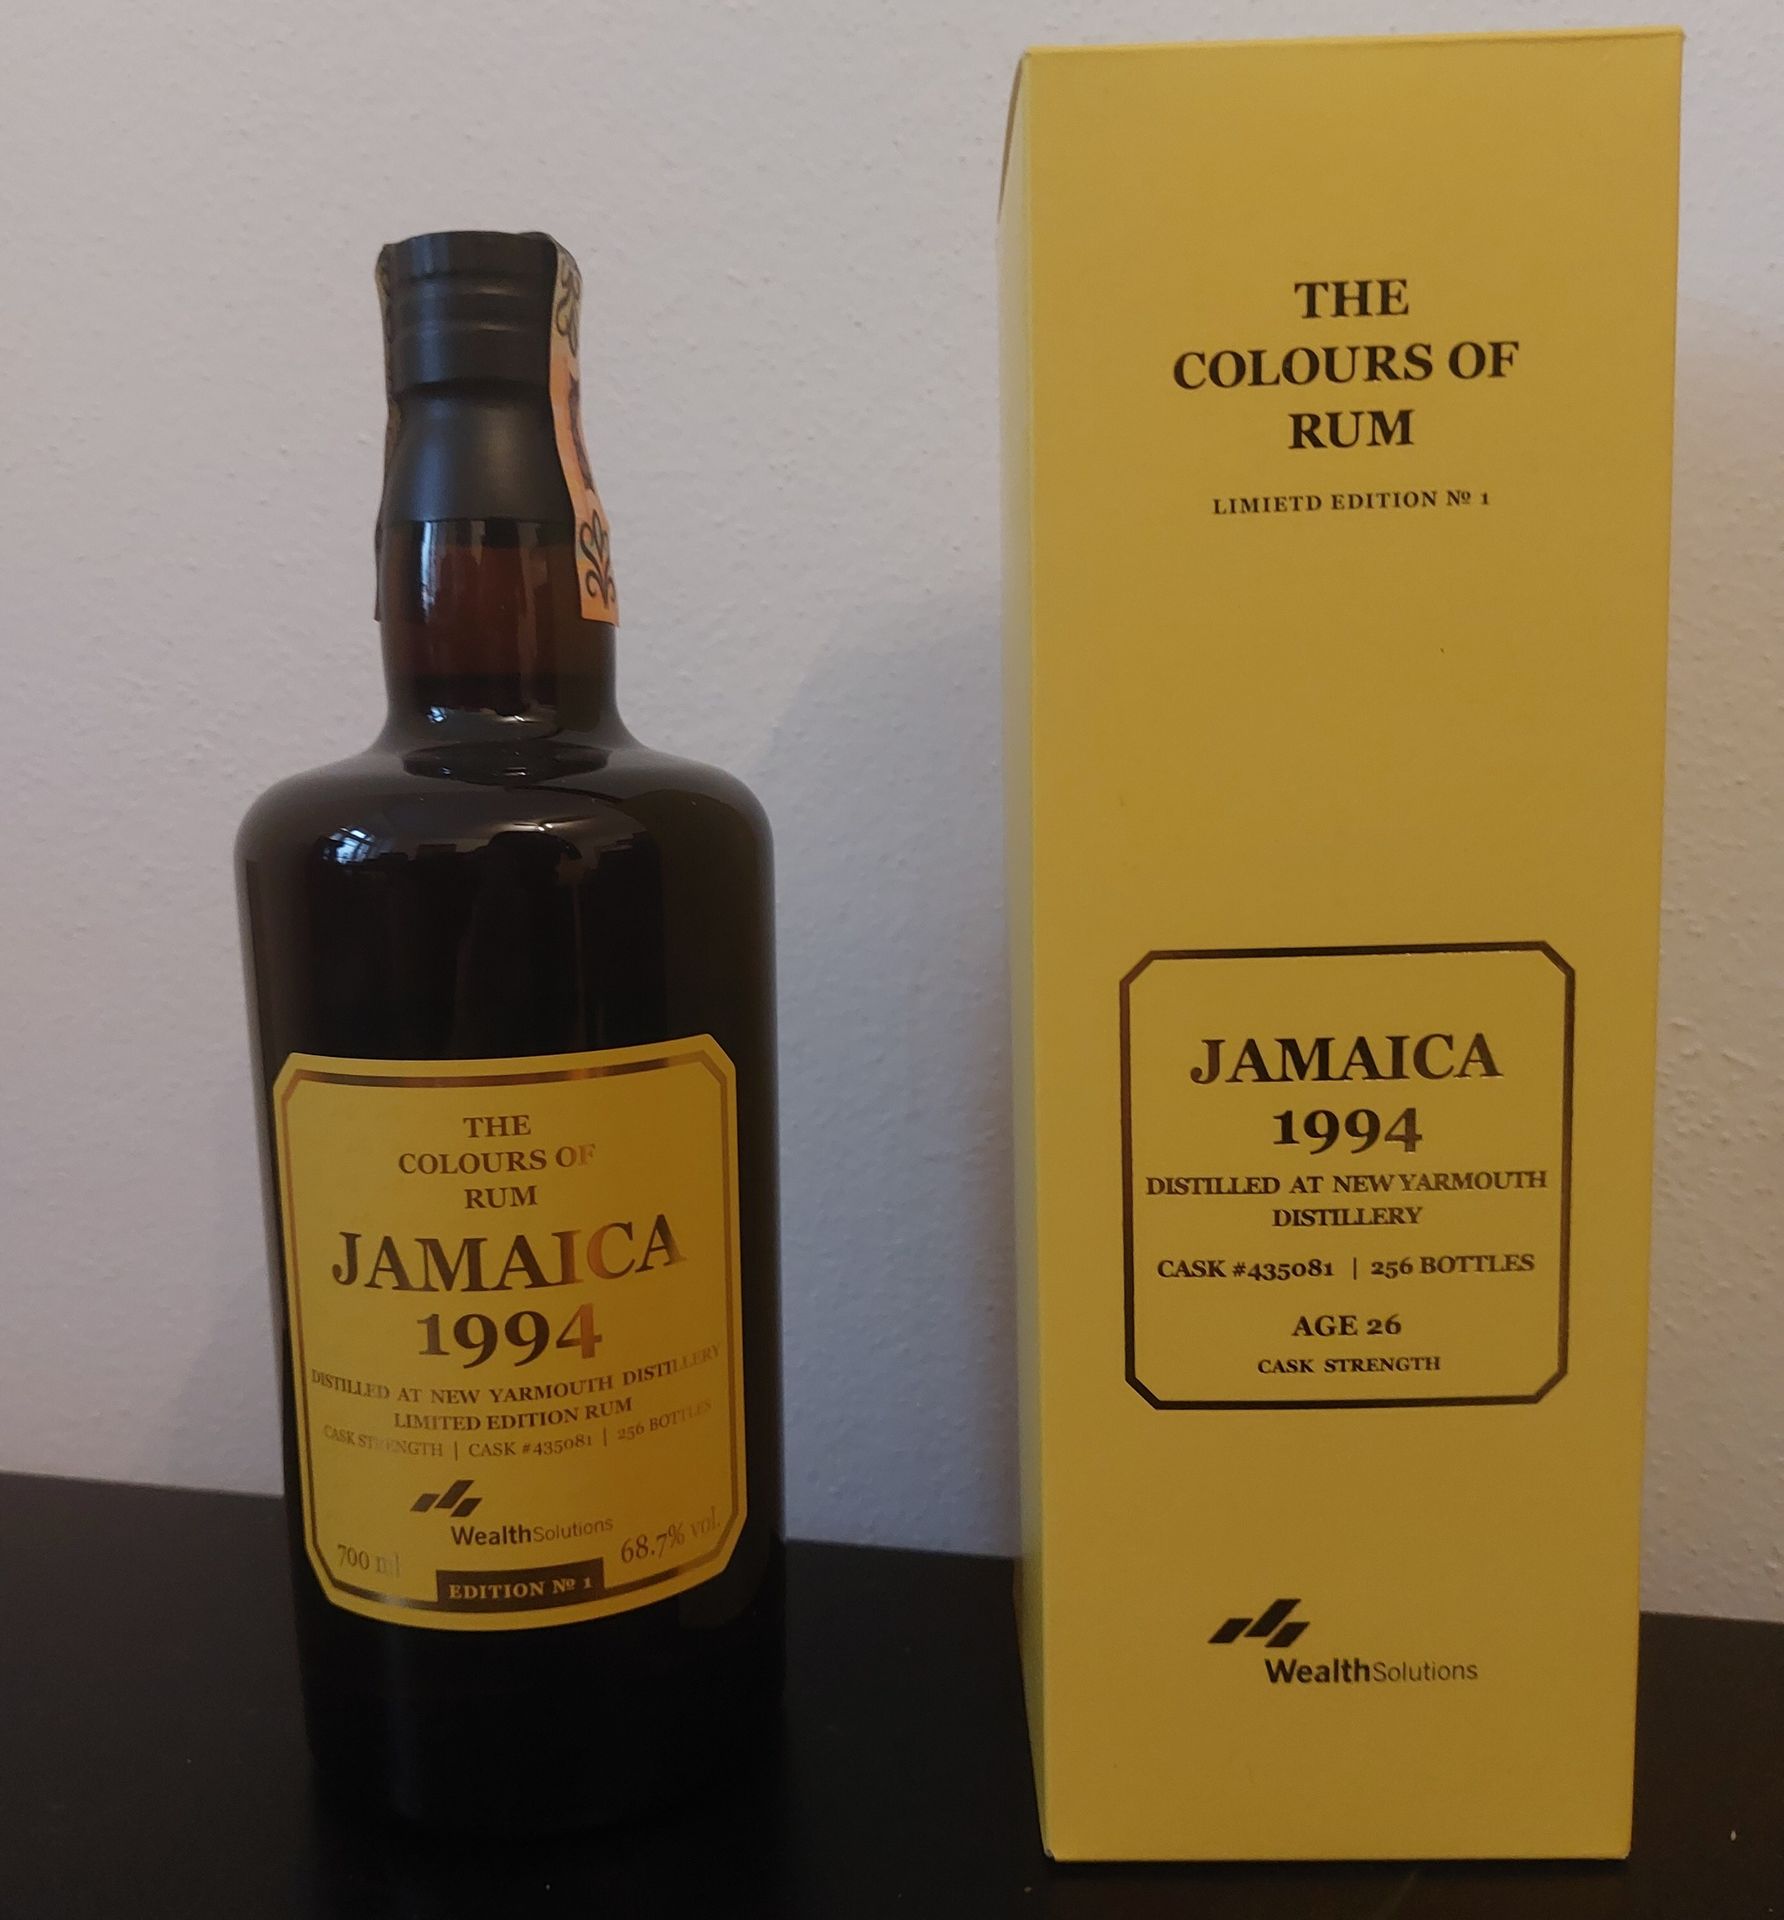 THE
COLOURS OF
RUM
JAMAICA
1994
DISTILLED AT NEW YARMOUTH DISTILLERY
LIMITED EDITION RUM
CASK STRENGTH | CASK #435081 | 256 BOTTLES
WealthSolutions
700 ml
68.7% vol.
EDITION № 1
THE
COLOURS OF
RUM
LIMIETD EDITION № 1
JAMAICA
1994
DISTILLED AT NEW YARMOUTH
DISTILLERY
CASK #435081 | 256 BOTTLES
AGE 26
CASK STRENGTH
WealthSolutions